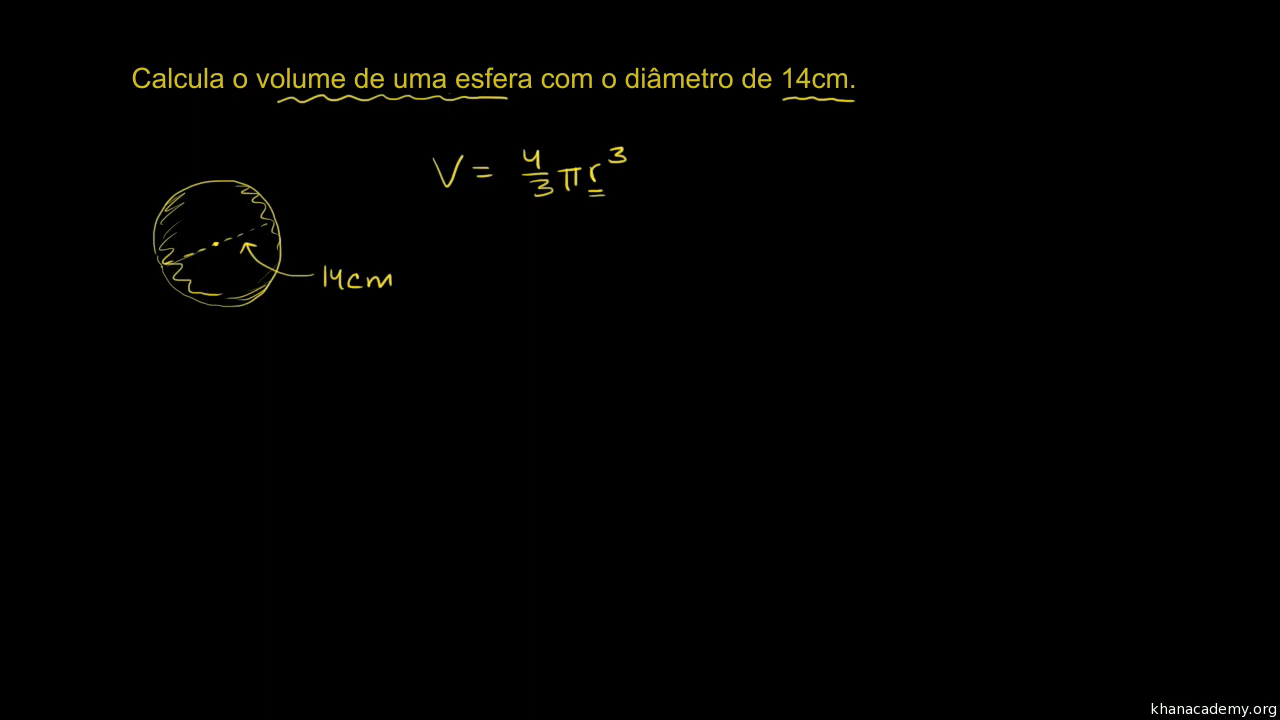 Calcula o volume de uma esfera com o diâmetro de 14cm.
V = 4/3 π r³
14cm
khanacademy.org